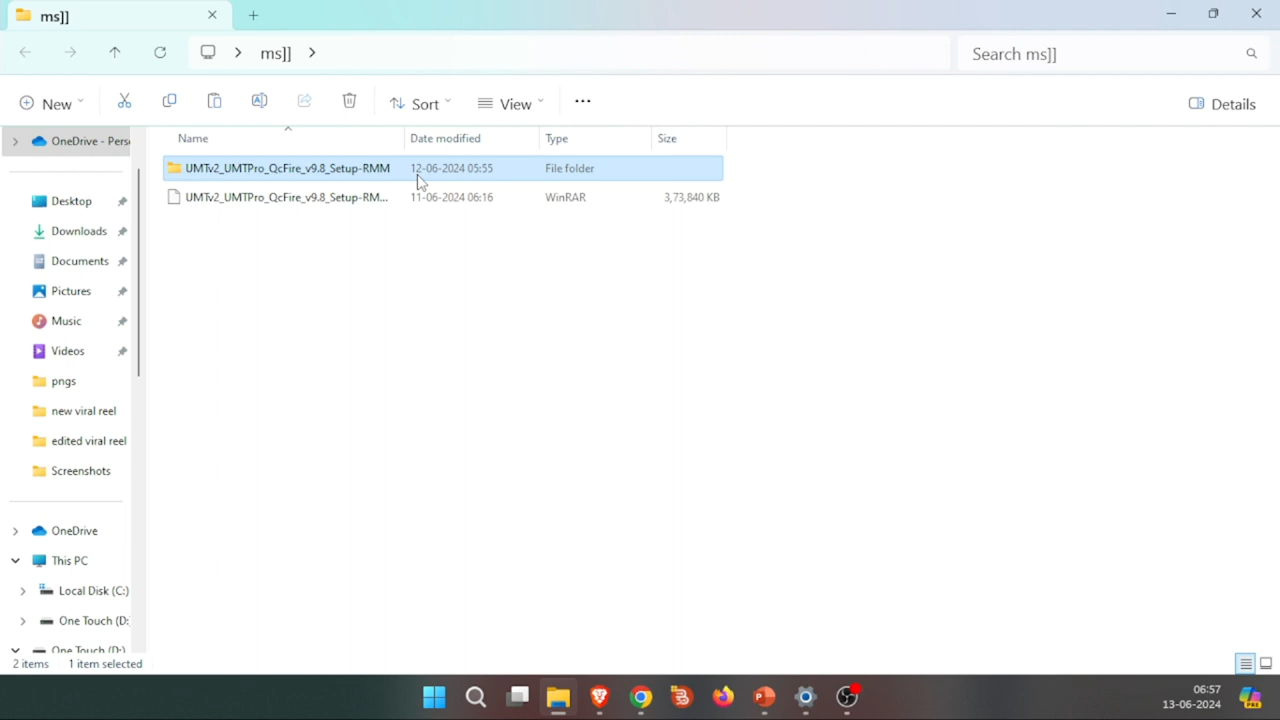 ms]]
ms]]
Search ms]]
New
Sort
View
Details
OneDrive - Pers
Name
Date modified
Type
Size
UMTv2_UMTPro_QcFire_v9.8_Setup-RMM
12-06-2024 05:55
File folder
UMTv2_UMTPro_QcFire_v9.8_Setup-RM...
11-06-2024 06:16
WinRAR
3,73,840 KB
Desktop
Downloads
Documents
Pictures
Music
Videos
pngs
new viral reel
edited viral reel
Screenshots
OneDrive
This PC
Local Disk (C:)
One Touch (D:
One Touch (D:)
2 items
1 item selected
06:57
13-06-2024
PRE